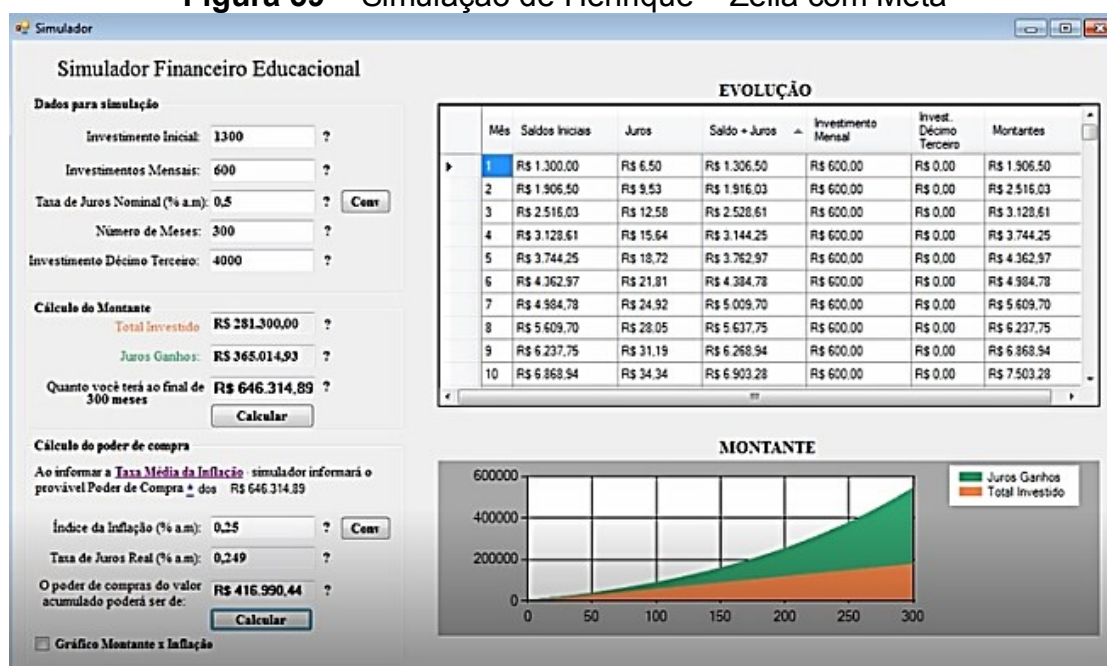 Figura 39 – Simulação de Henrique – Zélia com Meta
Simulador
Simulador Financeiro Educacional
Dados para simulação
Investimento Inicial: 1300 ?
Investimentos Mensais: 600 ?
Taxa de Juros Nominal (% a.m): 0,5 ? Conv
Número de Meses: 300 ?
Investimento Décimo Terceiro: 4000 ?
Cálculo do Montante
Total Investido R$ 281.300,00 ?
Juros Ganhos: R$ 365.014,93 ?
Quanto você terá ao final de 300 meses R$ 646.314,89 ?
Calcular
Cálculo do poder de compra
Ao informar a Taxa Média da Inflação simulador informará o
provável Poder de Compra * dos R$ 646.314,89
Índice da Inflação (% a.m): 0,25 ? Conv
Taxa de Juros Real (% a.m): 0,249 ?
O poder de compras do valor acumulado poderá ser de: R$ 416.990,44 ?
Calcular
Gráfico Montante x Inflação
EVOLUÇÃO
Mês Saldos Iniciais Juros Saldo + Juros Investimento Mensal Invest. Décimo Terceiro Montantes
1 R$ 1.300,00 R$ 6,50 R$ 1.306,50 R$ 600,00 R$ 0,00 R$ 1.906,50
2 R$ 1.906,50 R$ 9,53 R$ 1.916,03 R$ 600,00 R$ 0,00 R$ 2.516,03
3 R$ 2.516,03 R$ 12,58 R$ 2.528,61 R$ 600,00 R$ 0,00 R$ 3.128,61
4 R$ 3.128,61 R$ 15,64 R$ 3.144,25 R$ 600,00 R$ 0,00 R$ 3.744,25
5 R$ 3.744,25 R$ 18,72 R$ 3.762,97 R$ 600,00 R$ 0,00 R$ 4.362,97
6 R$ 4.362,97 R$ 21,81 R$ 4.384,78 R$ 600,00 R$ 0,00 R$ 4.984,78
7 R$ 4.984,78 R$ 24,92 R$ 5.009,70 R$ 600,00 R$ 0,00 R$ 5.609,70
8 R$ 5.609,70 R$ 28,05 R$ 5.637,75 R$ 600,00 R$ 0,00 R$ 6.237,75
9 R$ 6.237,75 R$ 31,19 R$ 6.268,94 R$ 600,00 R$ 0,00 R$ 6.868,94
10 R$ 6.868,94 R$ 34,34 R$ 6.903,28 R$ 600,00 R$ 0,00 R$ 7.503,28
MONTANTE
600000
400000
200000
0
0 50 100 150 200 250 300
Juros Ganhos
Total Investido